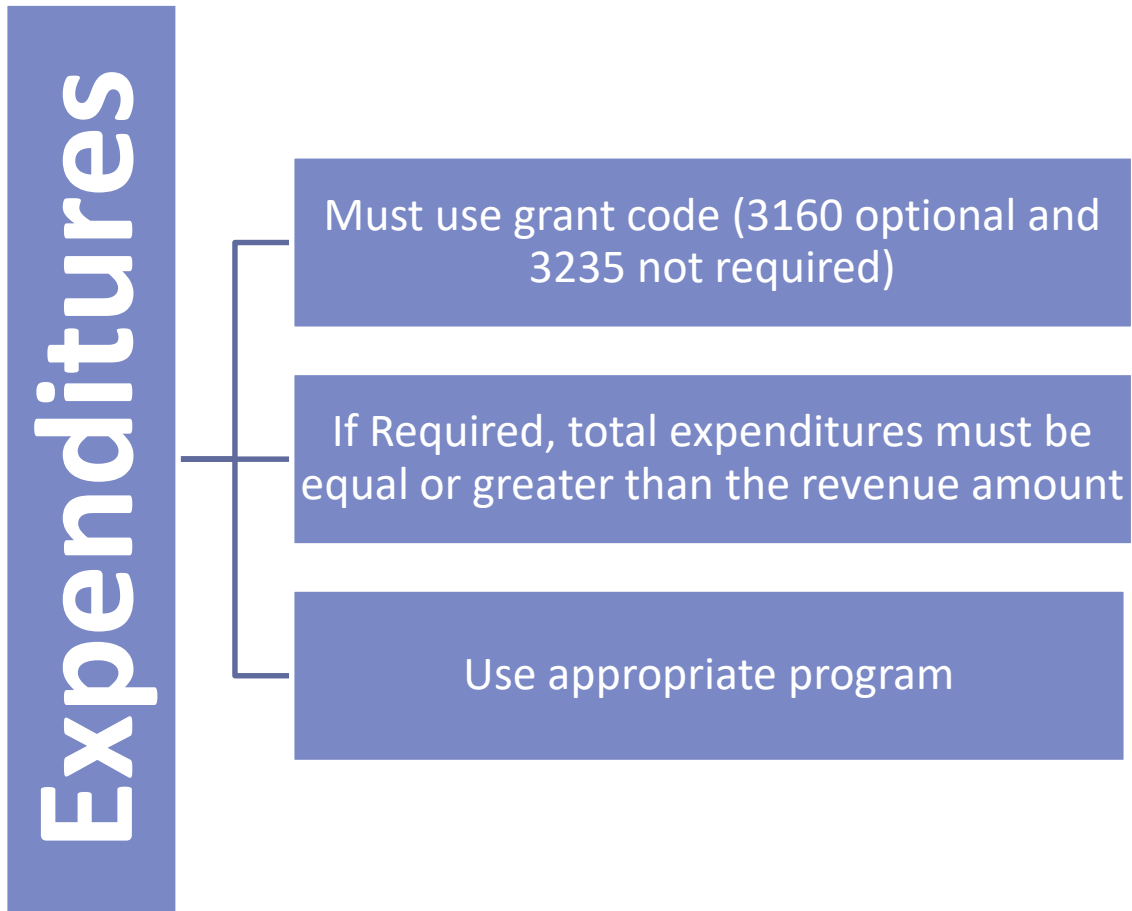 Expenditures
Must use grant code (3160 optional and
3235 not required)
If Required, total expenditures must be
equal or greater than the revenue amount
Use appropriate program